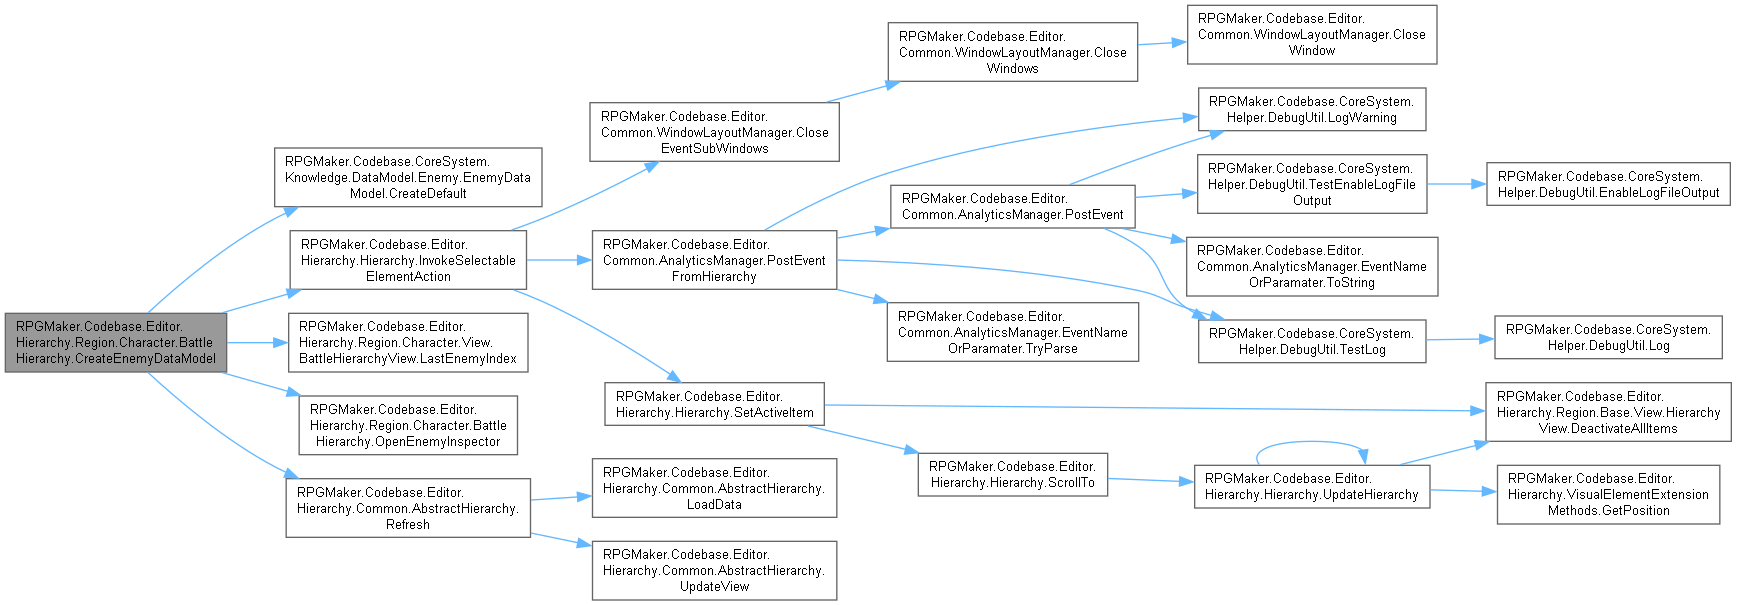 RPGMaker.Codebase.Editor.
Hierarchy.Region.Character.Battle
Hierarchy.CreateEnemyDataModel
RPGMaker.Codebase.CoreSystem.
Knowledge.DataModel.Enemy.EnemyData
Model.CreateDefault
RPGMaker.Codebase.Editor.
Hierarchy.Hierarchy.InvokeSelectable
ElementAction
RPGMaker.Codebase.Editor.
Hierarchy.Region.Character.View.
BattleHierarchyView.LastEnemyIndex
RPGMaker.Codebase.Editor.
Hierarchy.Region.Character.Battle
Hierarchy.OpenEnemyInspector
RPGMaker.Codebase.Editor.
Hierarchy.Common.AbstractHierarchy.
Refresh
RPGMaker.Codebase.Editor.
Common.WindowLayoutManager.Close
EventSubWindows
RPGMaker.Codebase.Editor.
Common.AnalyticsManager.PostEvent
FromHierarchy
RPGMaker.Codebase.Editor.
Hierarchy.Hierarchy.SetActiveItem
RPGMaker.Codebase.Editor.
Hierarchy.Common.AbstractHierarchy.
LoadData
RPGMaker.Codebase.Editor.
Hierarchy.Common.AbstractHierarchy.
UpdateView
RPGMaker.Codebase.Editor.
Common.WindowLayoutManager.Close
Windows
RPGMaker.Codebase.Editor.
Common.AnalyticsManager.PostEvent
RPGMaker.Codebase.Editor.
Common.AnalyticsManager.EventName
OrParamater.TryParse
RPGMaker.Codebase.Editor.
Hierarchy.Hierarchy.ScrollTo
RPGMaker.Codebase.Editor.
Common.WindowLayoutManager.Close
Window
RPGMaker.Codebase.CoreSystem.
Helper.DebugUtil.LogWarning
RPGMaker.Codebase.CoreSystem.
Helper.DebugUtil.TestEnableLogFile
Output
RPGMaker.Codebase.Editor.
Common.AnalyticsManager.EventName
OrParamater.ToString
RPGMaker.Codebase.CoreSystem.
Helper.DebugUtil.TestLog
RPGMaker.Codebase.Editor.
Hierarchy.Hierarchy.UpdateHierarchy
RPGMaker.Codebase.CoreSystem.
Helper.DebugUtil.EnableLogFileOutput
RPGMaker.Codebase.CoreSystem.
Helper.DebugUtil.Log
RPGMaker.Codebase.Editor.
Hierarchy.Region.Base.View.Hierarchy
View.DeactivateAllItems
RPGMaker.Codebase.Editor.
Hierarchy.VisualElementExtension
Methods.GetPosition